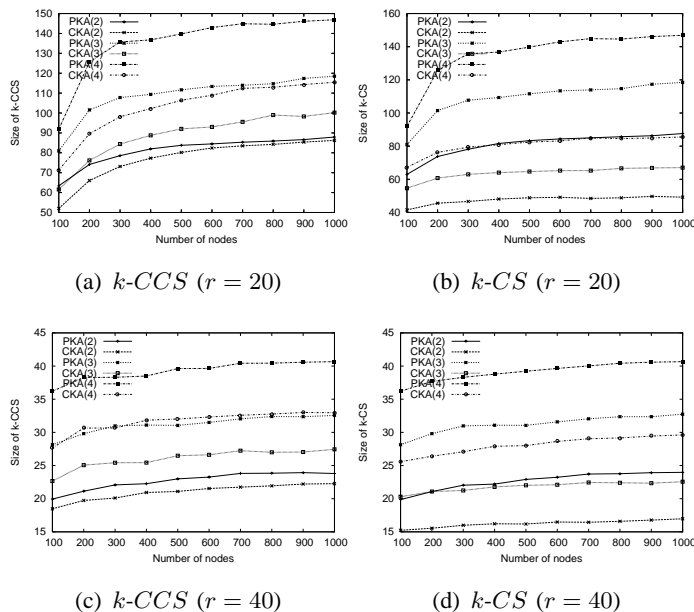 PKA(2)
CKA(2)
PKA(3)
CKA(3)
PKA(4)
CKA(4)
Size of k-CCS
150
140
130
120
110
100
90
80
70
60
50
100 200 300 400 500 600 700 800 900 1000
Number of nodes
(a) k-CCS (r = 20)
PKA(2)
CKA(2)
PKA(3)
CKA(3)
PKA(4)
CKA(4)
Size of k-CS
160
140
120
100
80
60
40
100 200 300 400 500 600 700 800 900 1000
Number of nodes
(b) k-CS (r = 20)
PKA(2)
CKA(2)
PKA(3)
CKA(3)
PKA(4)
CKA(4)
Size of k-CCS
45
40
35
30
25
20
15
100 200 300 400 500 600 700 800 900 1000
Number of nodes
(c) k-CCS (r = 40)
PKA(2)
CKA(2)
PKA(3)
CKA(3)
PKA(4)
CKA(4)
Size of k-CS
45
40
35
30
25
20
15
100 200 300 400 500 600 700 800 900 1000
Number of nodes
(d) k-CS (r = 40)